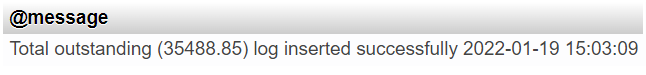 @message
Total outstanding (35488.85) log inserted successfully 2022-01-19 15:03:09